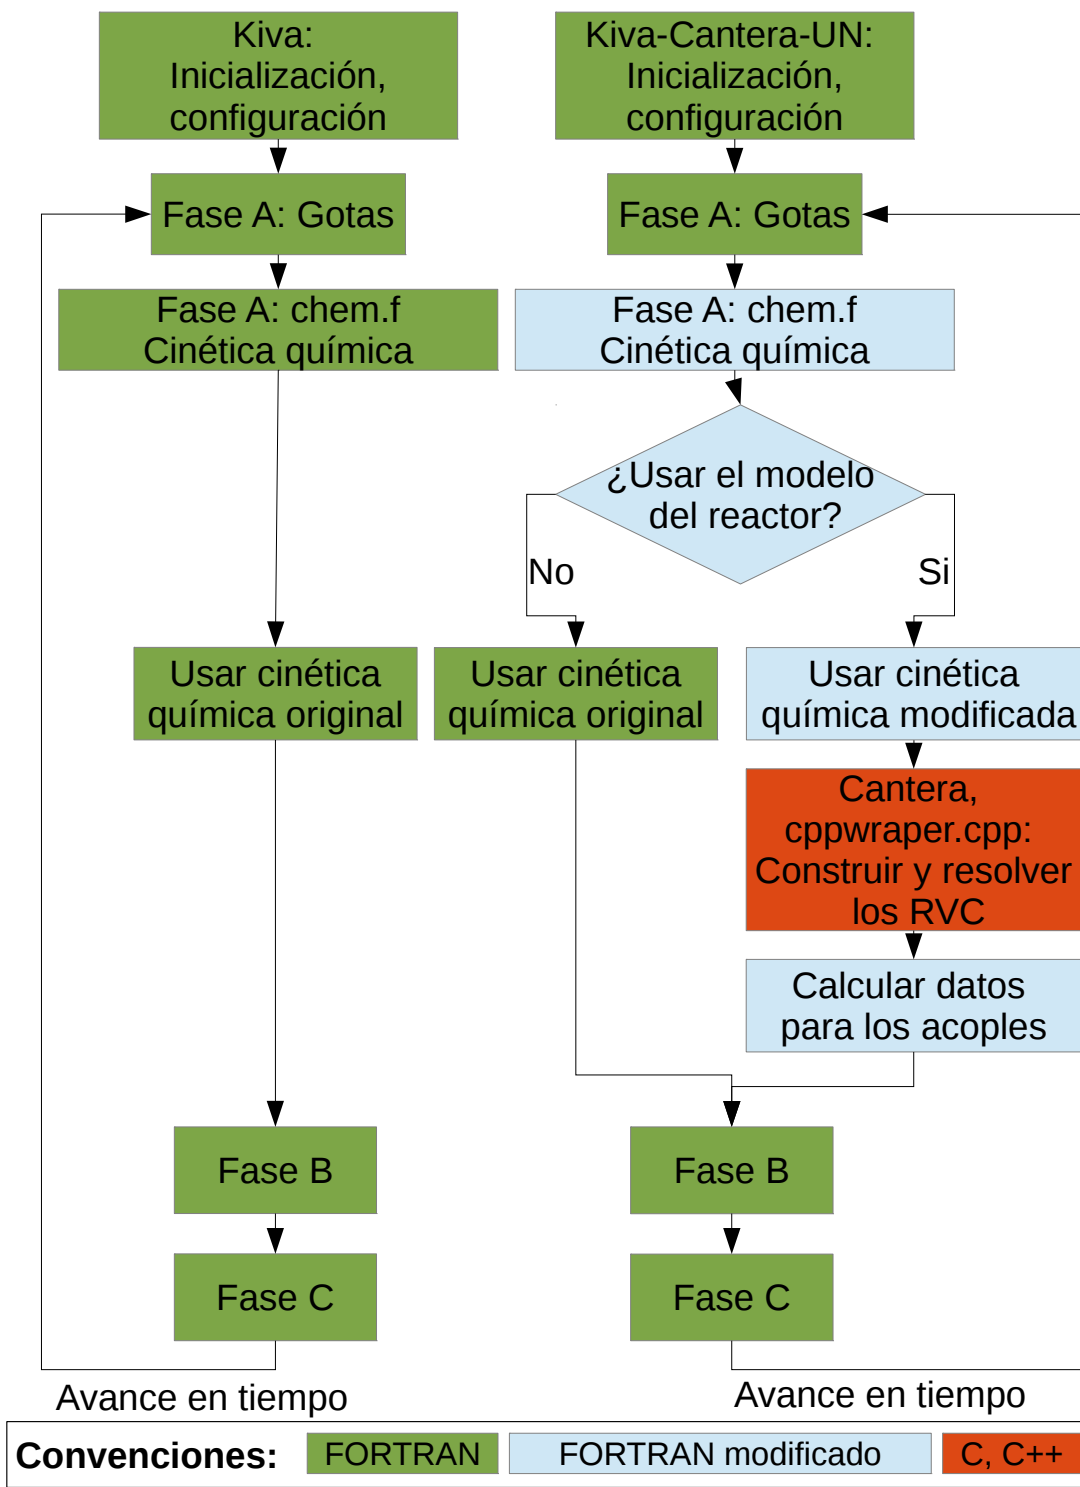 Kiva:
Inicialización,
configuración
Fase A: Gotas
Fase A: chem.f
Cinética química
Usar cinética
química original
Fase B
Fase C
Avance en tiempo
Kiva-Cantera-UN:
Inicialización,
configuración
Fase A: Gotas
Fase A: chem.f
Cinética química
¿Usar el modelo
del reactor?
No
Si
Usar cinética
química original
Usar cinética
química modificada
Cantera,
cppwraper.cpp:
Construir y resolver
los RVC
Calcular datos
para los acoples
Fase B
Fase C
Avance en tiempo
Convenciones:
FORTRAN
FORTRAN modificado
C, C++